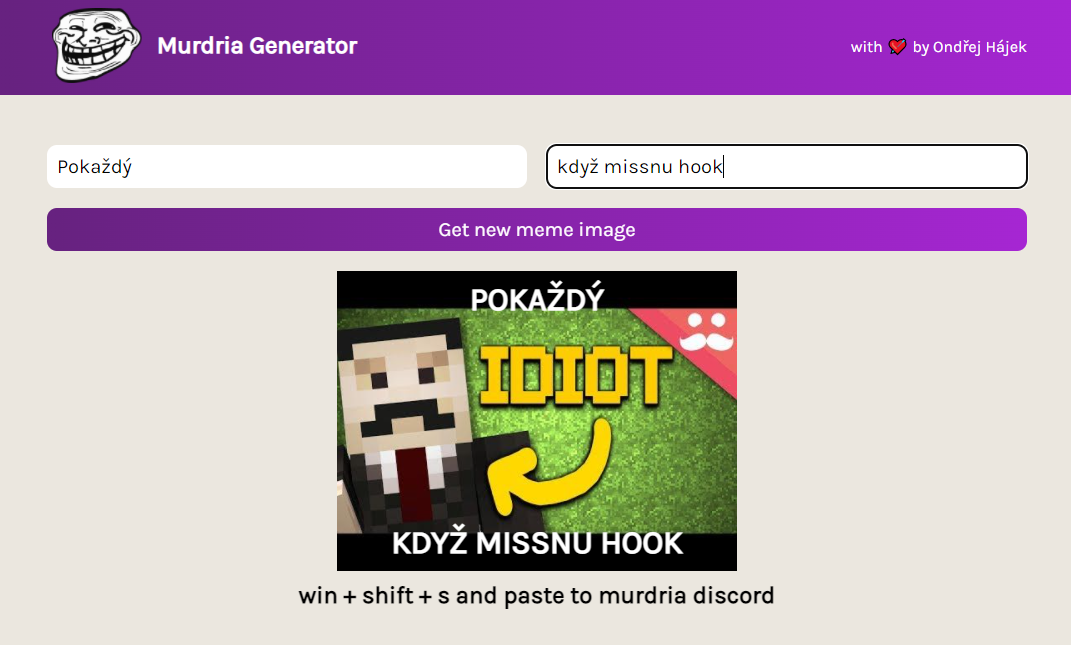 Murdria Generator
with ❤️ by Ondřej Hájek
Pokaždý
když missnu hook
Get new meme image
POKAŽDÝ
IDIOT
KDYŽ MISSNU HOOK
win + shift + s and paste to murdria discord